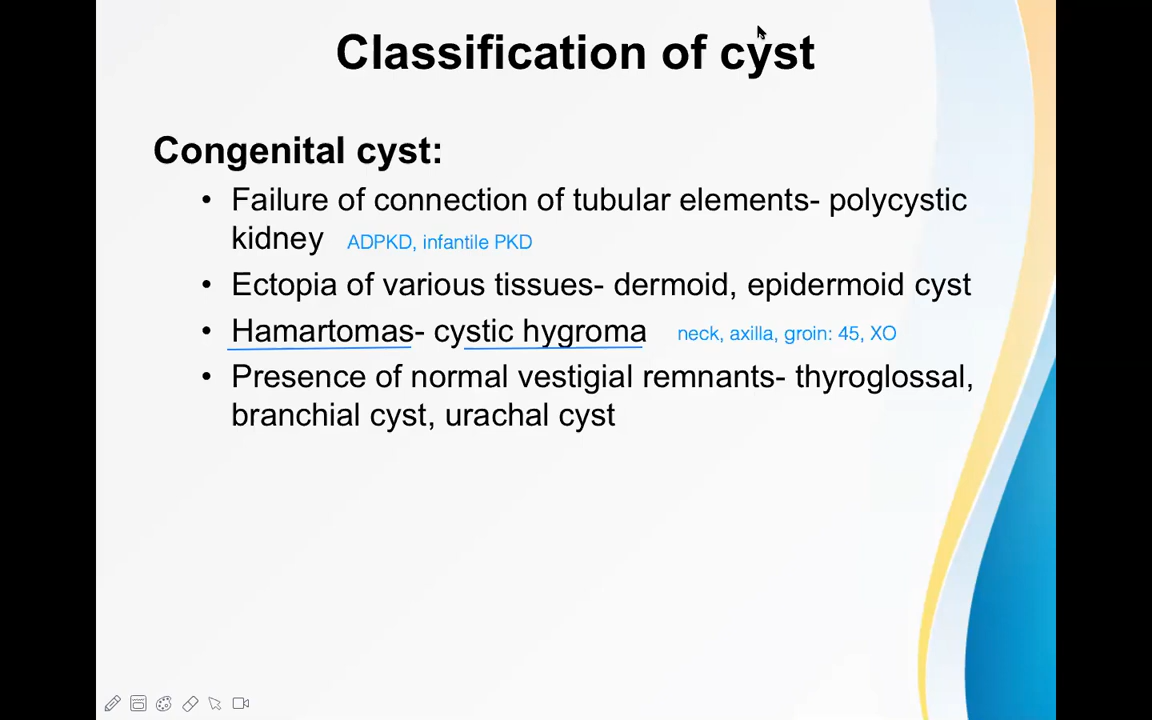 Classification of cyst
Congenital cyst:
• Failure of connection of tubular elements- polycystic
kidney ADPKD, infantile PKD
• Ectopia of various tissues- dermoid, epidermoid cyst
• Hamartomas- cystic hygroma neck, axilla, groin: 45, XO
• Presence of normal vestigial remnants- thyroglossal,
branchial cyst, urachal cyst